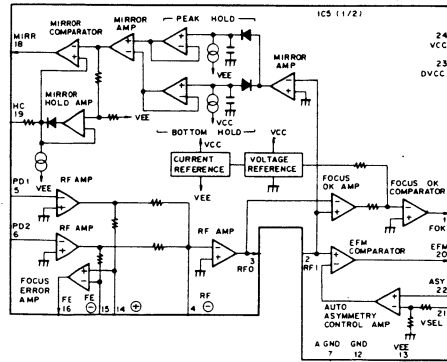 IC5 (1/2)
MIRROR COMPARATOR
MIRROR AMP
PEAK HOLD
MIRR
18
24
VCC
23
DVCC
VEE
MIRROR AMP
MIRROR HOLD AMP
HC
19
VEE
VCC
BOTTOM HOLD
VEE
VCC
VCC
CURRENT REFERENCE
VOLTAGE REFERENCE
VEE
FOCUS OK AMP
FOCUS OK COMPARATOR
PD1
5
RF AMP
PD2
6
RF AMP
RF AMP
FOK
1
3
RFO
2
RFI
EFM COMPARATOR
EFM
20
FOCUS ERROR AMP
FE
16
FE ⊖
15
14 ⊕
RF ⊖
4
ASY
22
21
VSEL
AUTO ASYMMETRY CONTROL AMP
A GND
7
GND
12
VEE
13